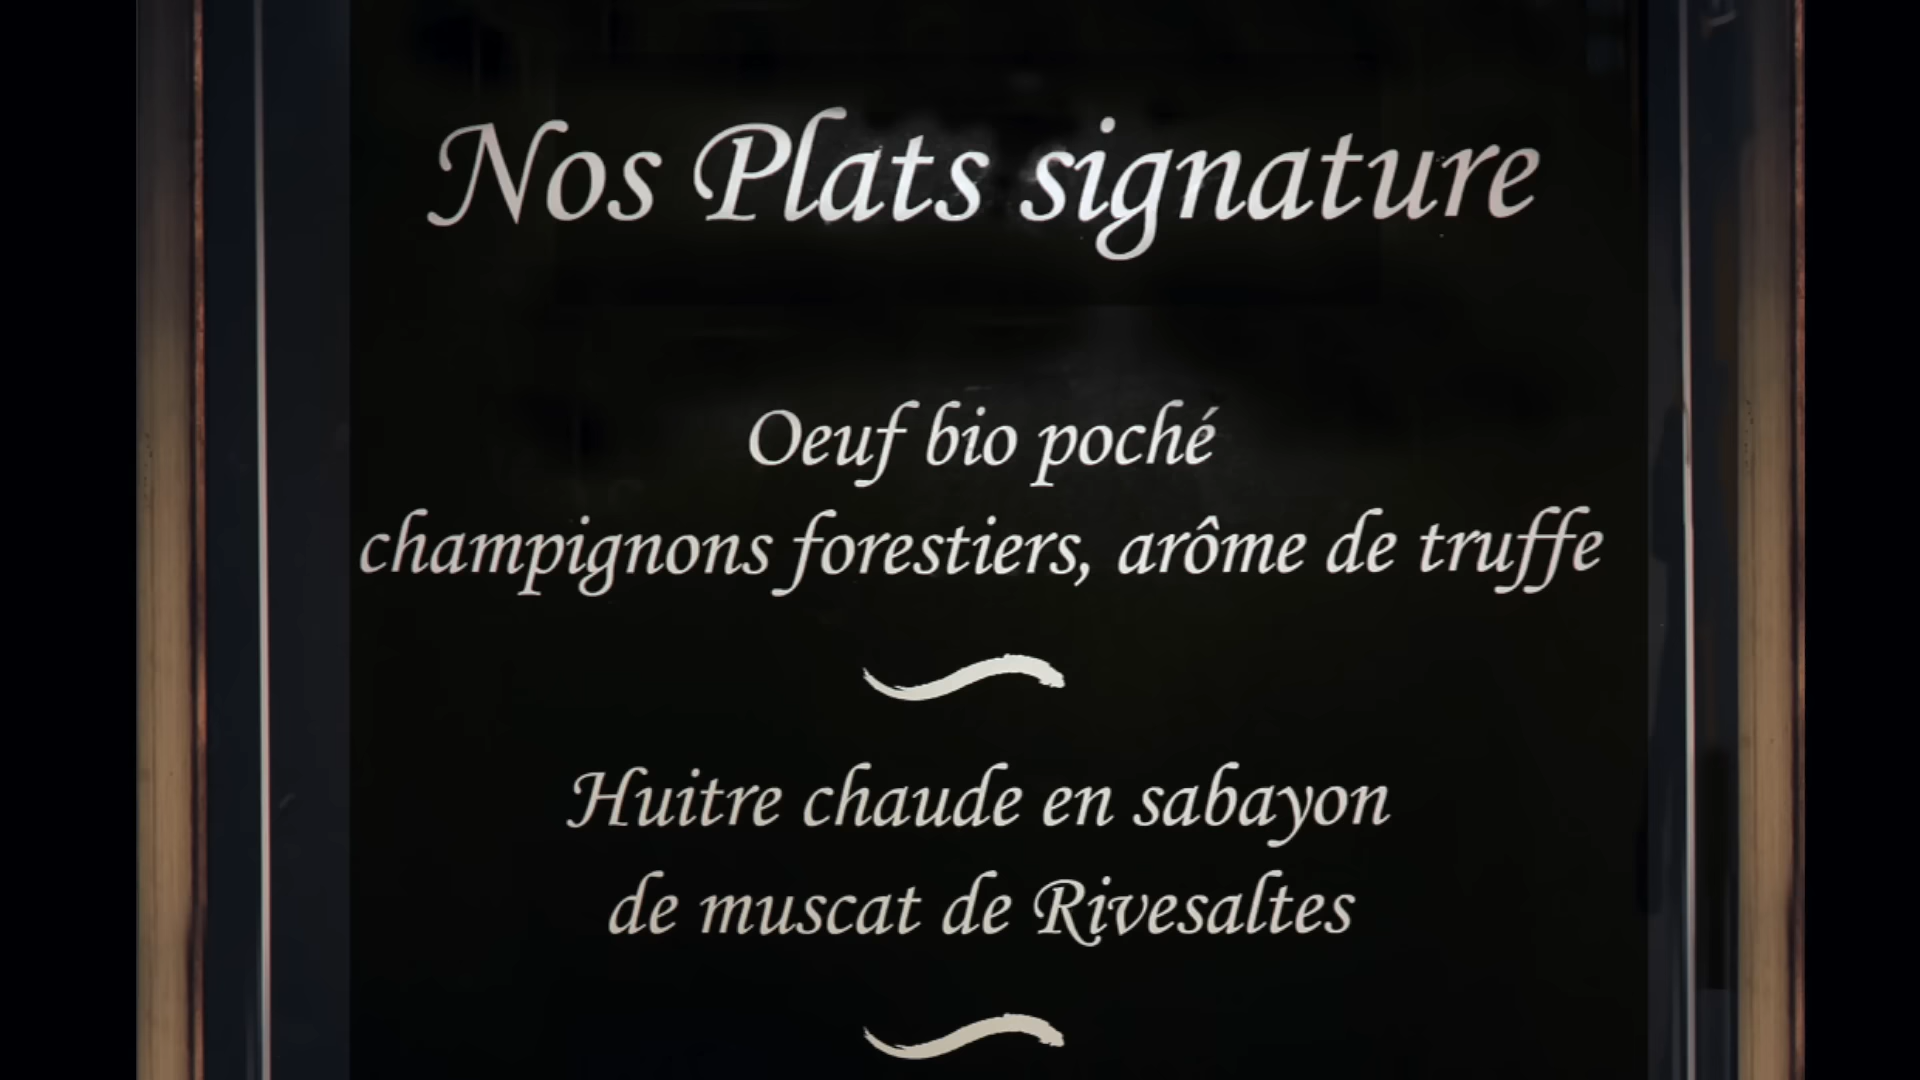 Nos Plats signature
Oeuf bio poché
champignons forestiers, arôme de truffe
Huitre chaude en sabayon
de muscat de Rivesaltes